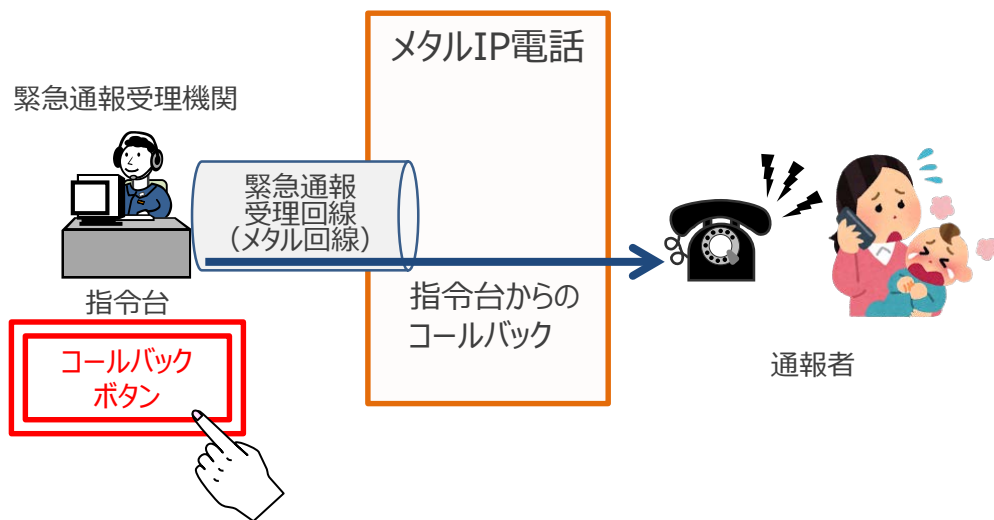 メタルIP電話
緊急通報受理機関
緊急通報
受理回線
（メタル回線）
指令台
指令台からの
コールバック
通報者
コールバック
ボタン